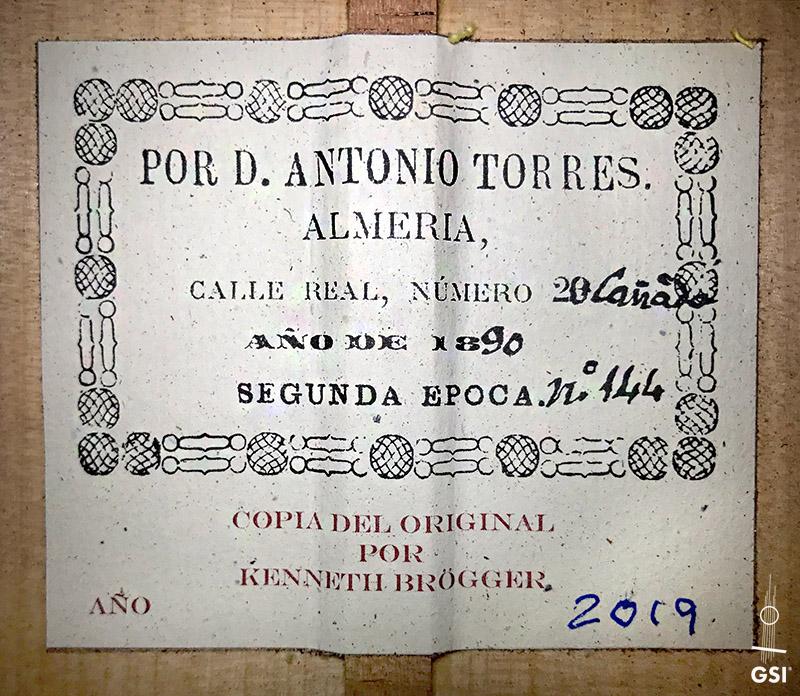 POR D. ANTONIO TORRES.
ALMERIA,
CALLE REAL, NÚMERO 20 Cañada
AÑO DE 1890
SEGUNDA EPOCA. nº 144
COPIA DEL ORIGINAL
POR
KENNETH BRÖGGER
AÑO 2019
GSI